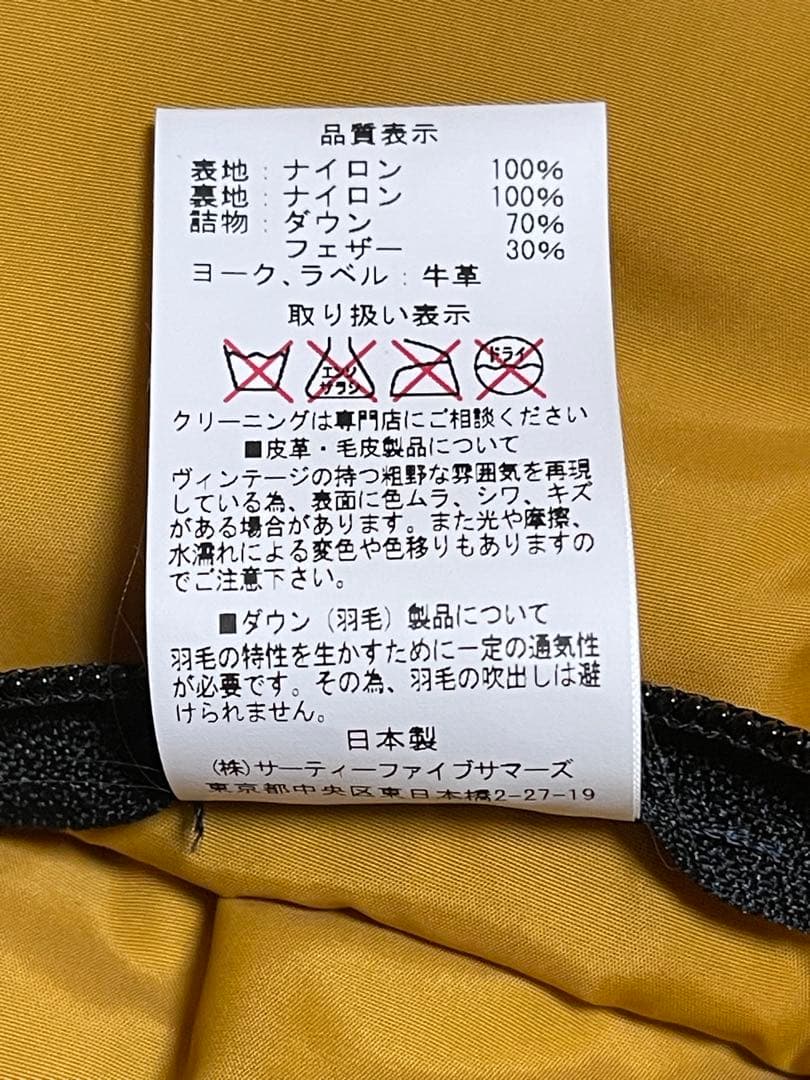 品質表示
表地：ナイロン 100%
裏地：ナイロン 100%
詰物：ダウン 70%
フェザー 30%
ヨーク、ラベル：牛革
取り扱い表示
エンソ
サラシ
ドライ
クリーニングは専門店にご相談ください
■皮革・毛皮製品について
ヴィンテージの持つ粗野な雰囲気を再現
している為、表面に色ムラ、シワ、キズ
がある場合があります。また光や摩擦、
水濡れによる変色や色移りもありますの
でご注意下さい。
■ダウン（羽毛）製品について
羽毛の特性を生かすために一定の通気性
が必要です。その為、羽毛の吹出しは避
けられません。
日本製
（株）サーティーファイブサマーズ
東京都中央区東日本橋2-27-19